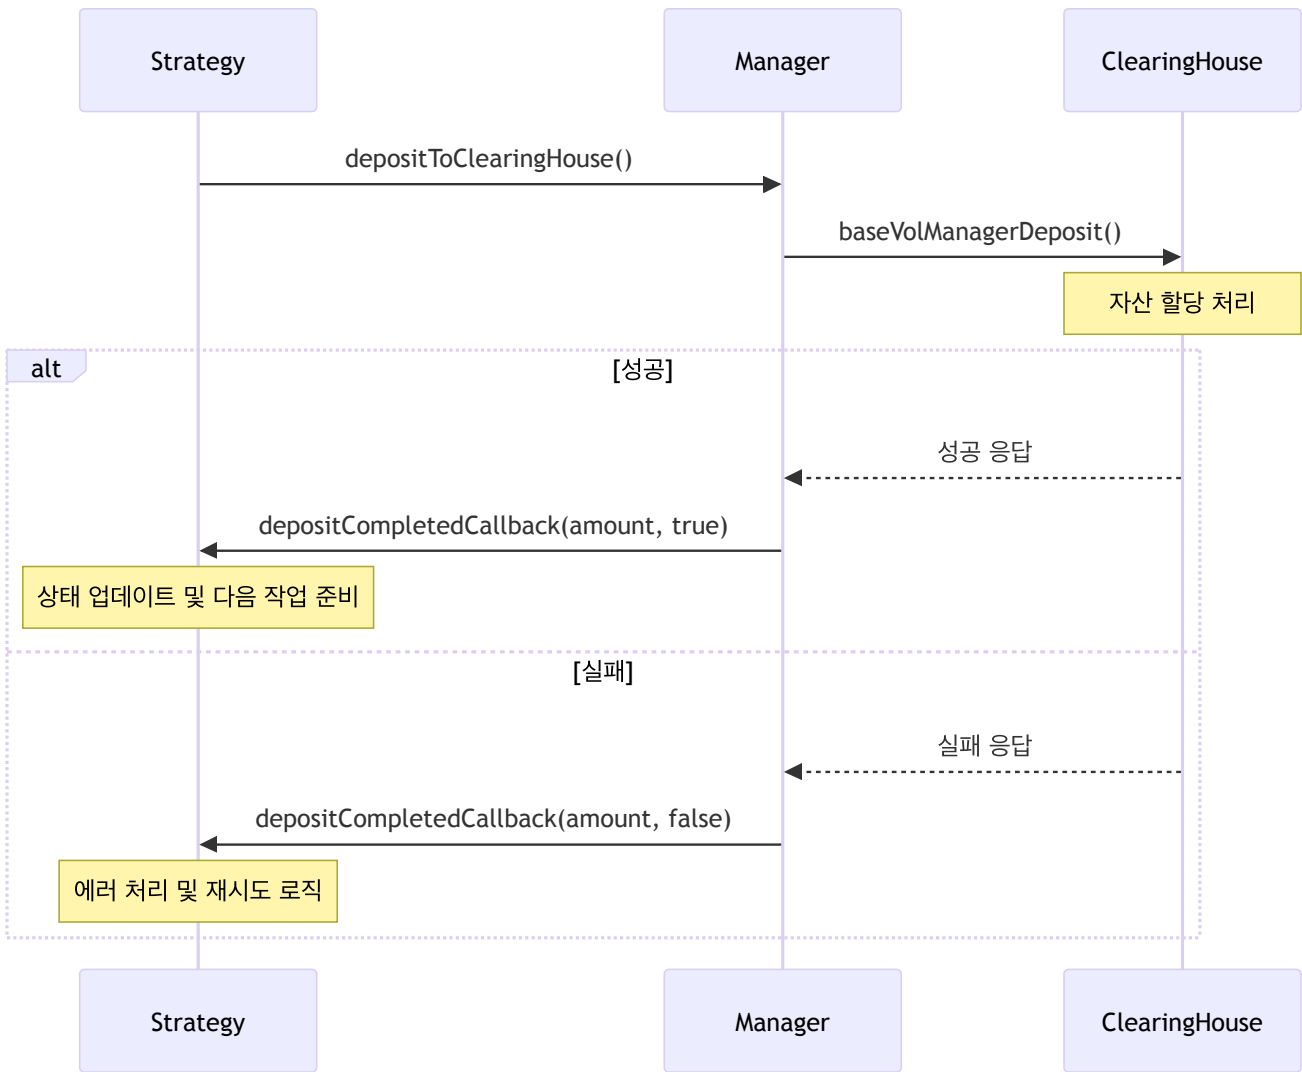 Strategy
Manager
ClearingHouse
depositToClearingHouse()
baseVolManagerDeposit()
자산 할당 처리
alt
[성공]
성공 응답
depositCompletedCallback(amount, true)
상태 업데이트 및 다음 작업 준비
[실패]
실패 응답
depositCompletedCallback(amount, false)
에러 처리 및 재시도 로직
Strategy
Manager
ClearingHouse